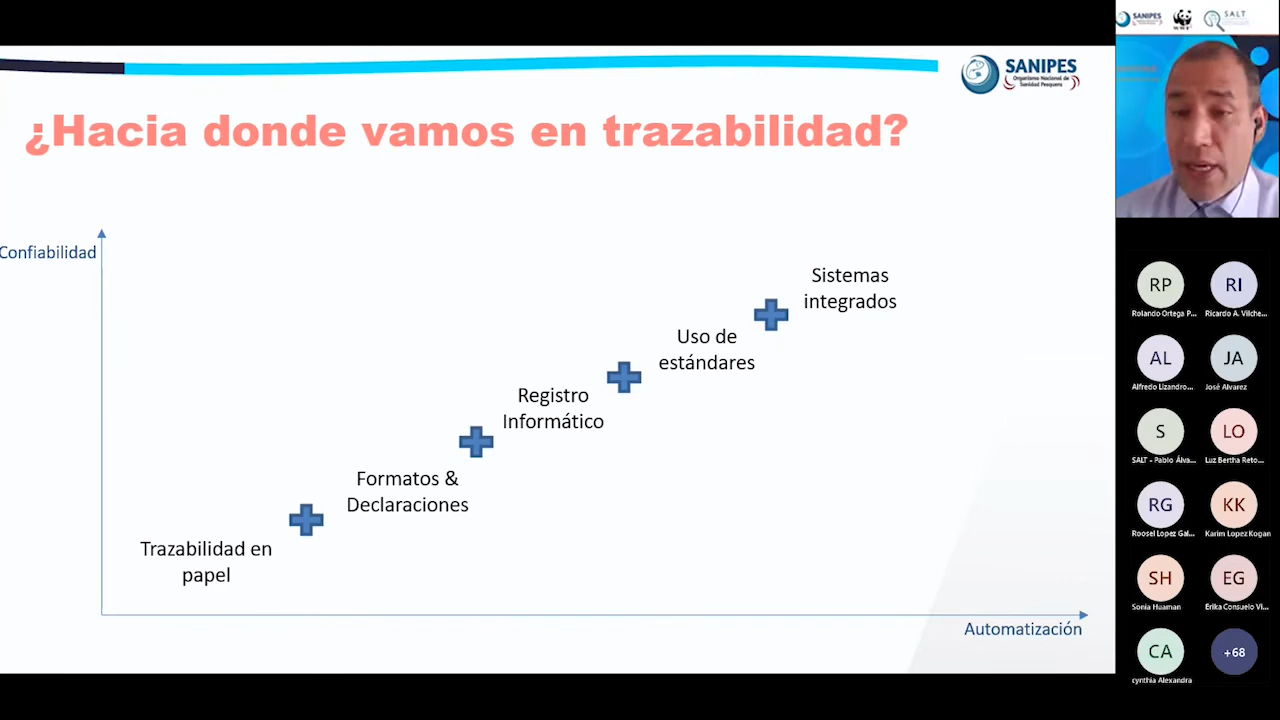 ¿Hacia donde vamos en trazabilidad?
SANIPES
Organismo Nacional de
Sanidad Pesquera
Confiabilidad
Sistemas
integrados
Uso de
estándares
Registro
Informático
Formatos &
Declaraciones
Trazabilidad en
papel
Automatización
SANIPES
WWF
SALT
RP
RI
Rolando Ortega P...
Ricardo A. Vilche...
AL
JA
Alfredo Lizandro...
José Alvarez
S
LO
SALT - Pablo Álva...
Luz Bertha Reto...
RG
KK
Roosel Lopez Gal...
Karim Lopez Kogan
SH
EG
Sonia Huaman
Erika Consuelo Vi...
CA
+68
cynthia Alexandra